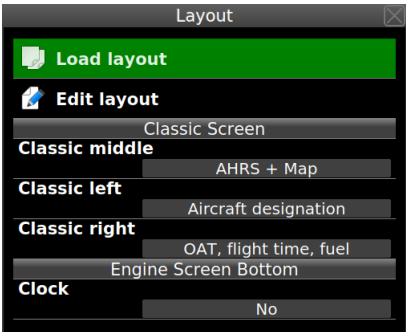 Layout
Load layout
Edit layout
Classic Screen
Classic middle
AHRS + Map
Classic left
Aircraft designation
Classic right
OAT, flight time, fuel
Engine Screen Bottom
Clock
No